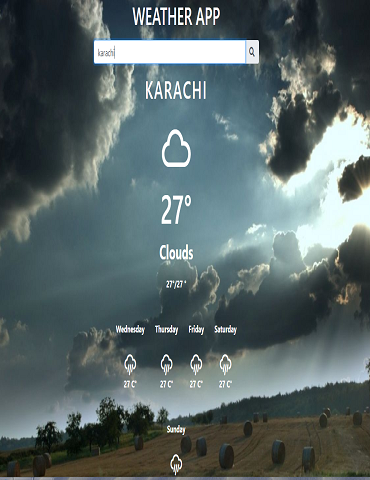 WEATHER APP
karachi
KARACHI
27°
Clouds
27°/27°
Wednesday Thursday Friday Saturday
27 C° 27 C° 27 C° 27 C°
Sunday